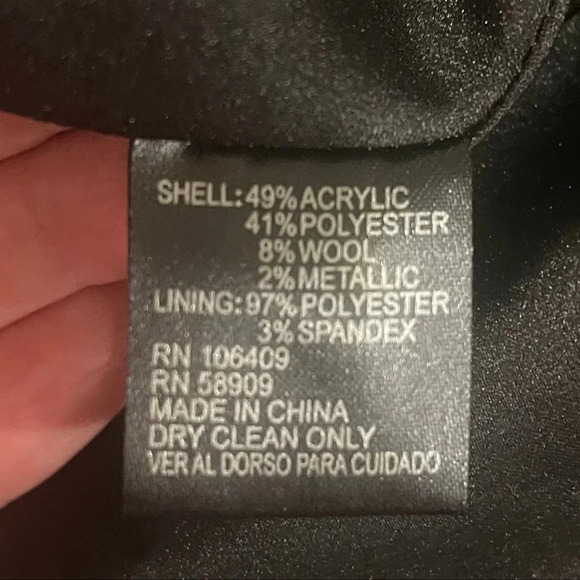 SHELL:49%ACRYLIC
41%POLYESTER
8%WOOL
2%METALLIC
LINING:97%POLYESTER
3%SPANDEX
RN 106409
RN 58909
MADE IN CHINA
DRY CLEAN ONLY
VER AL DORSO PARA CUIDADO